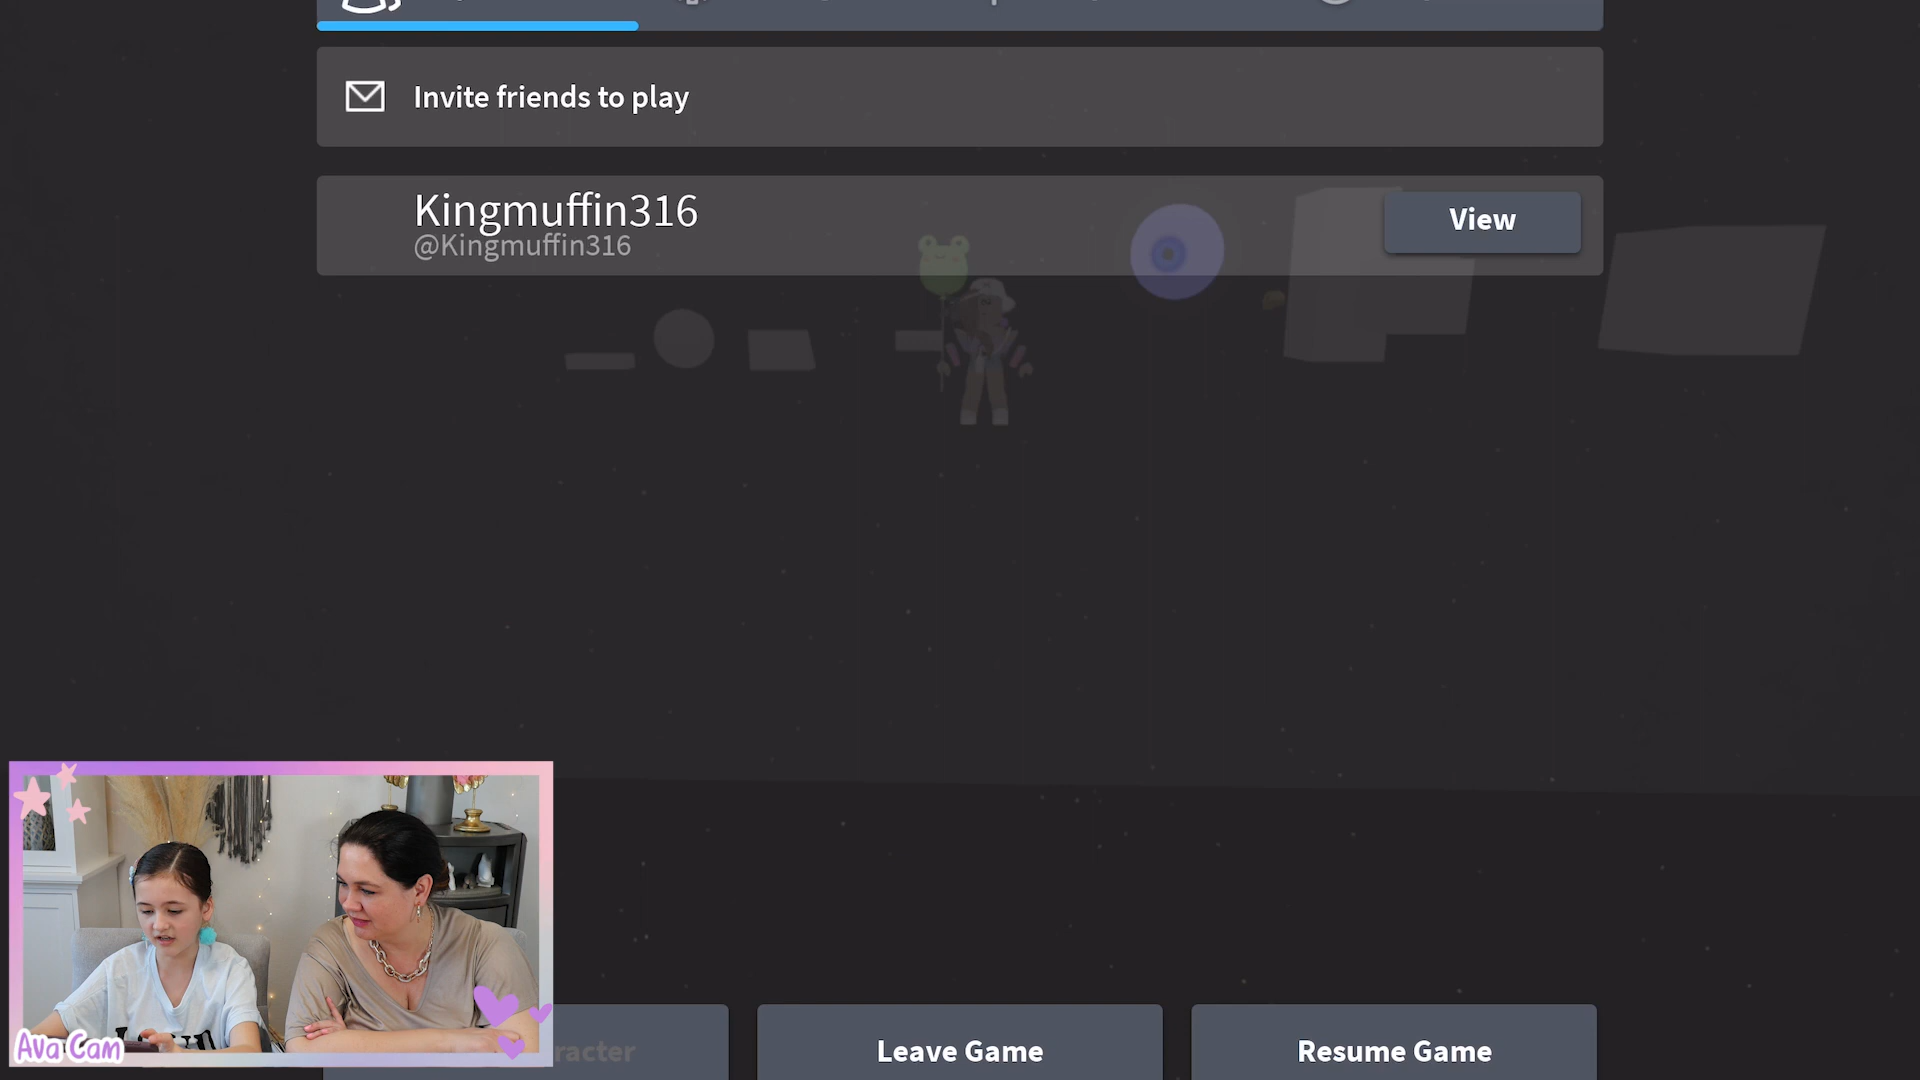 Invite friends to play
Kingmuffin316
@Kingmuffin316
View
Leave Game
Resume Game
Ava Cam